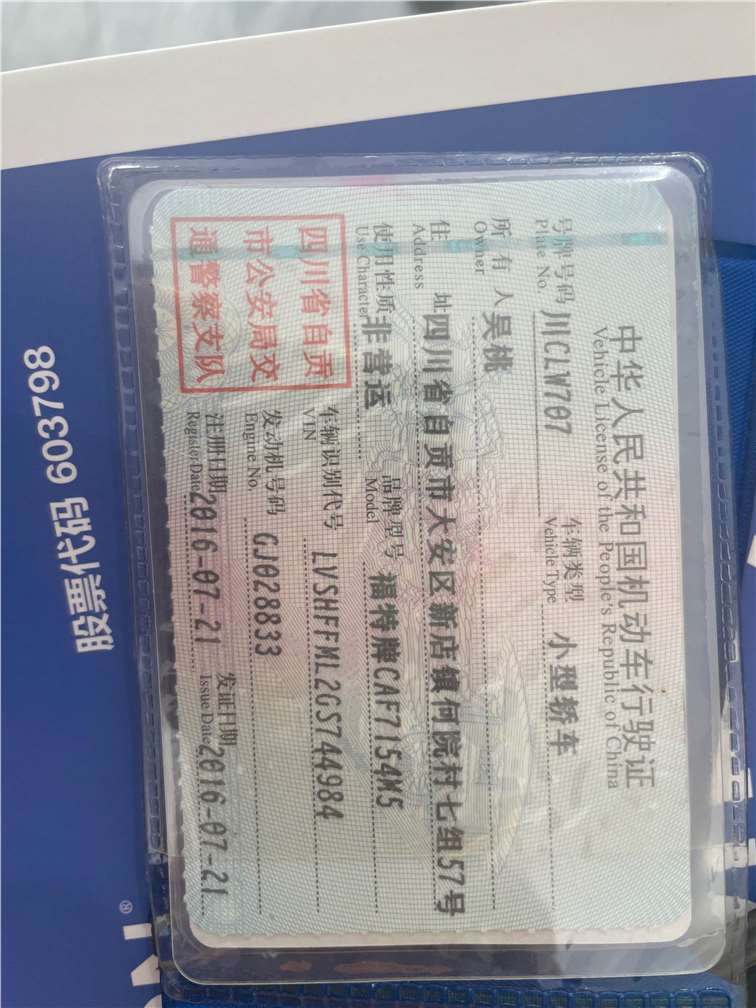 中华人民共和国机动车行驶证
Vehicle License of the People's Republic of China
号牌号码 川CLW707 车辆类型 小型轿车
Plate No. Vehicle Type
所有人 吴桃
Owner
住址 四川省自贡市大安区新店镇何院村七组57号
Address
使用性质 非营运 品牌型号 福特牌CAF7154M5
Use Character Model
四川省自贡
市公安局交
通警察支队
车辆识别代号 LVSHFFML2GS744984
VIN
发动机号码 GJ028833
Engine No.
注册日期 2016-07-21 发证日期 2016-07-21
Register Date Issue Date
股票代码 603798